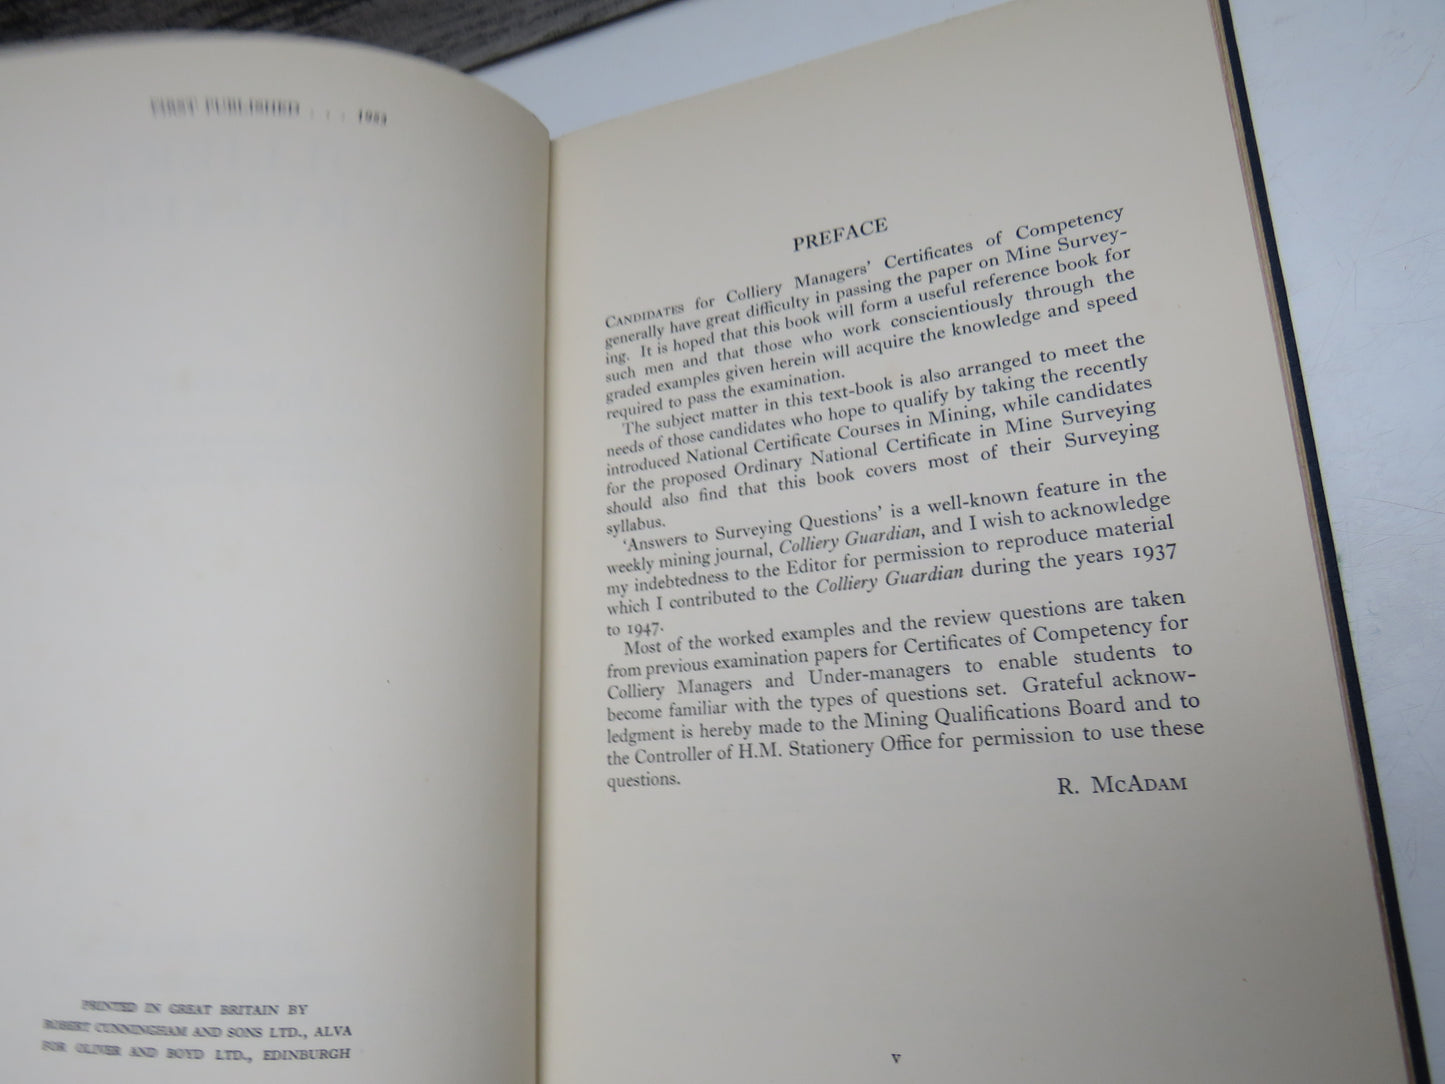 FIRST PUBLISHED . . . 1953
PRINTED IN GREAT BRITAIN BY
ROBERT CUNNINGHAM AND SONS LTD., ALVA
FOR OLIVER AND BOYD LTD., EDINBURGH
PREFACE
CANDIDATES for Colliery Managers' Certificates of Competency
generally have great difficulty in passing the paper on Mine Survey-
ing. It is hoped that this book will form a useful reference book for
such men and that those who work conscientiously through the
graded examples given herein will acquire the knowledge and speed
required to pass the examination.
The subject matter in this text-book is also arranged to meet the
needs of those candidates who hope to qualify by taking the recently
introduced National Certificate Courses in Mining, while candidates
for the proposed Ordinary National Certificate in Mine Surveying
should also find that this book covers most of their Surveying
syllabus.
'Answers to Surveying Questions' is a well-known feature in the
weekly mining journal, Colliery Guardian, and I wish to acknowledge
my indebtedness to the Editor for permission to reproduce material
which I contributed to the Colliery Guardian during the years 1937
to 1947.
Most of the worked examples and the review questions are taken
from previous examination papers for Certificates of Competency for
Colliery Managers and Under-managers to enable students to
become familiar with the types of questions set. Grateful acknow-
ledgment is hereby made to the Mining Qualifications Board and to
the Controller of H.M. Stationery Office for permission to use these
questions.
R. MCADAM
v